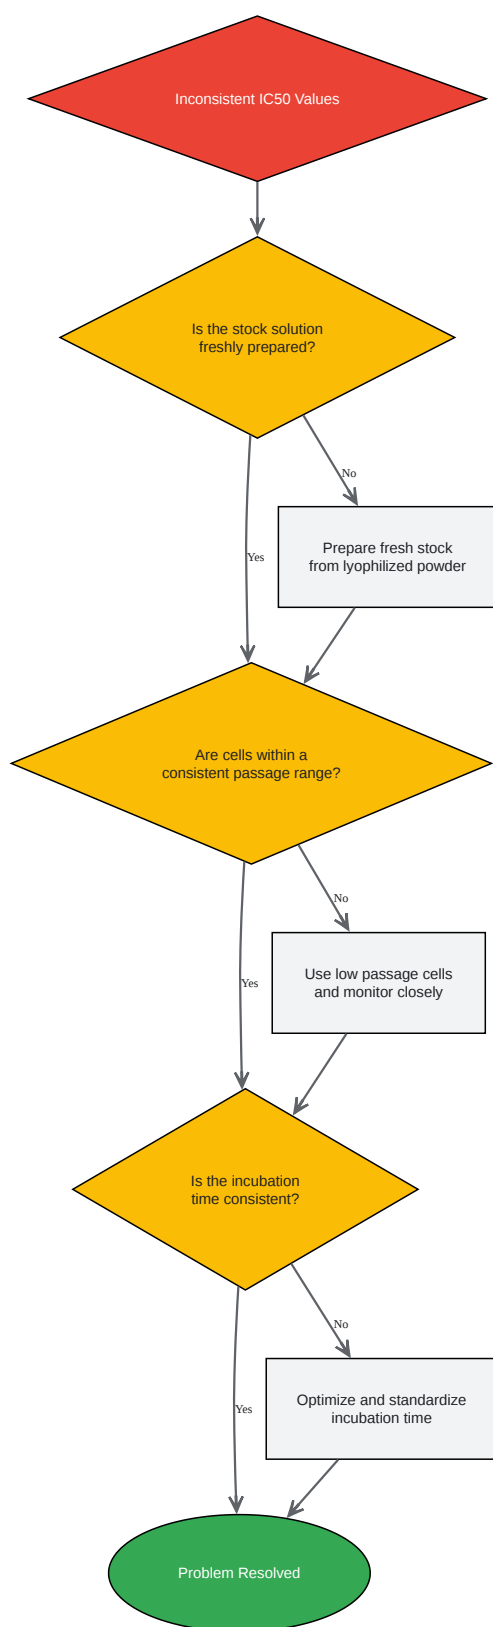 Inconsistent IC50 Values
Is the stock solution
freshly prepared?
No
Prepare fresh stock
from lyophilized powder
Yes
Are cells within a
consistent passage range?
No
Use low passage cells
and monitor closely
Yes
Is the incubation
time consistent?
No
Optimize and standardize
incubation time
Yes
Problem Resolved